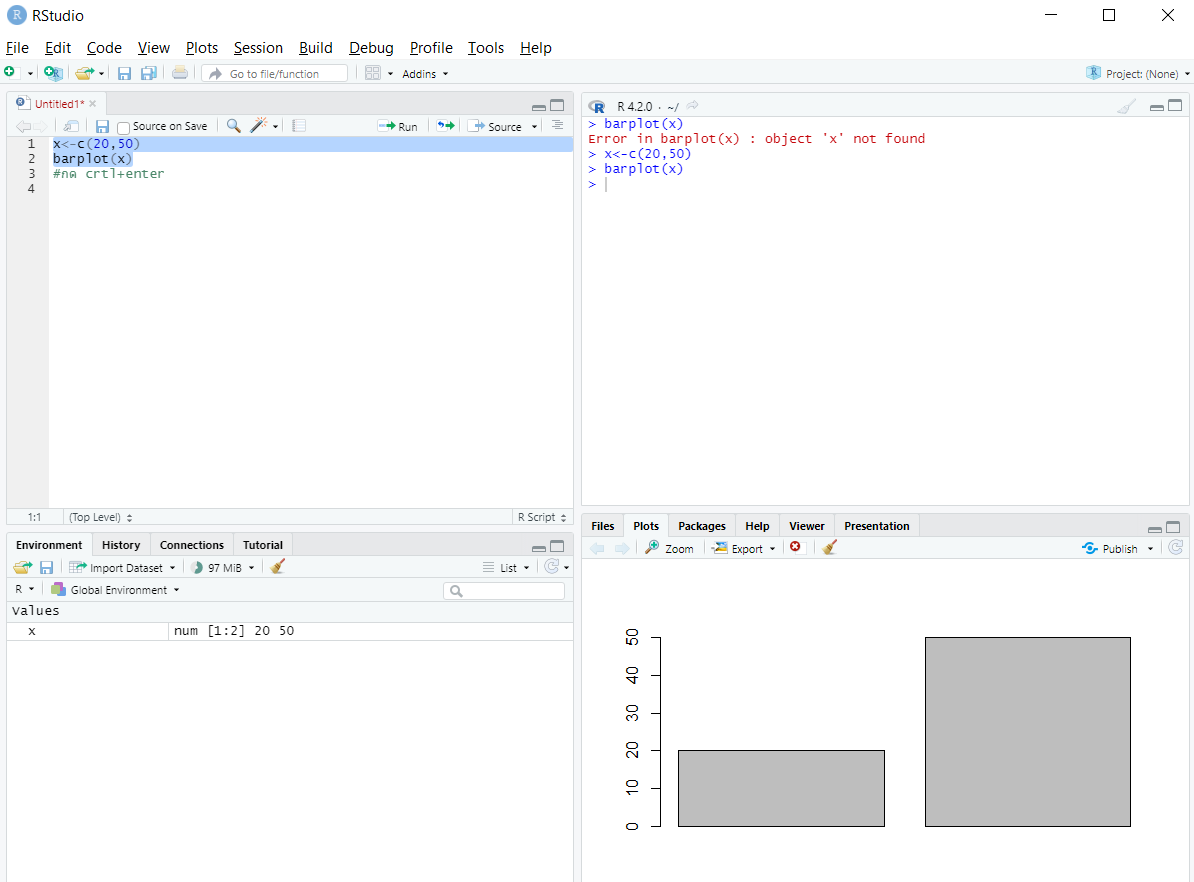 RStudio
File Edit Code View Plots Session Build Debug Profile Tools Help
Go to file/function Addins Project: (None)
Untitled1*
Source on Save Run Source
1 x<-c(20,50)
2 barplot(x)
3 #กด crtl+enter
4
1:1 (Top Level) R Script
R 4.2.0 · ~/
> barplot(x)
Error in barplot(x) : object 'x' not found
> x<-c(20,50)
> barplot(x)
>
Environment History Connections Tutorial
Import Dataset 97 MiB List
R Global Environment
Values
x num [1:2] 20 50
Files Plots Packages Help Viewer Presentation
Zoom Export Publish
50
40
30
20
10
0